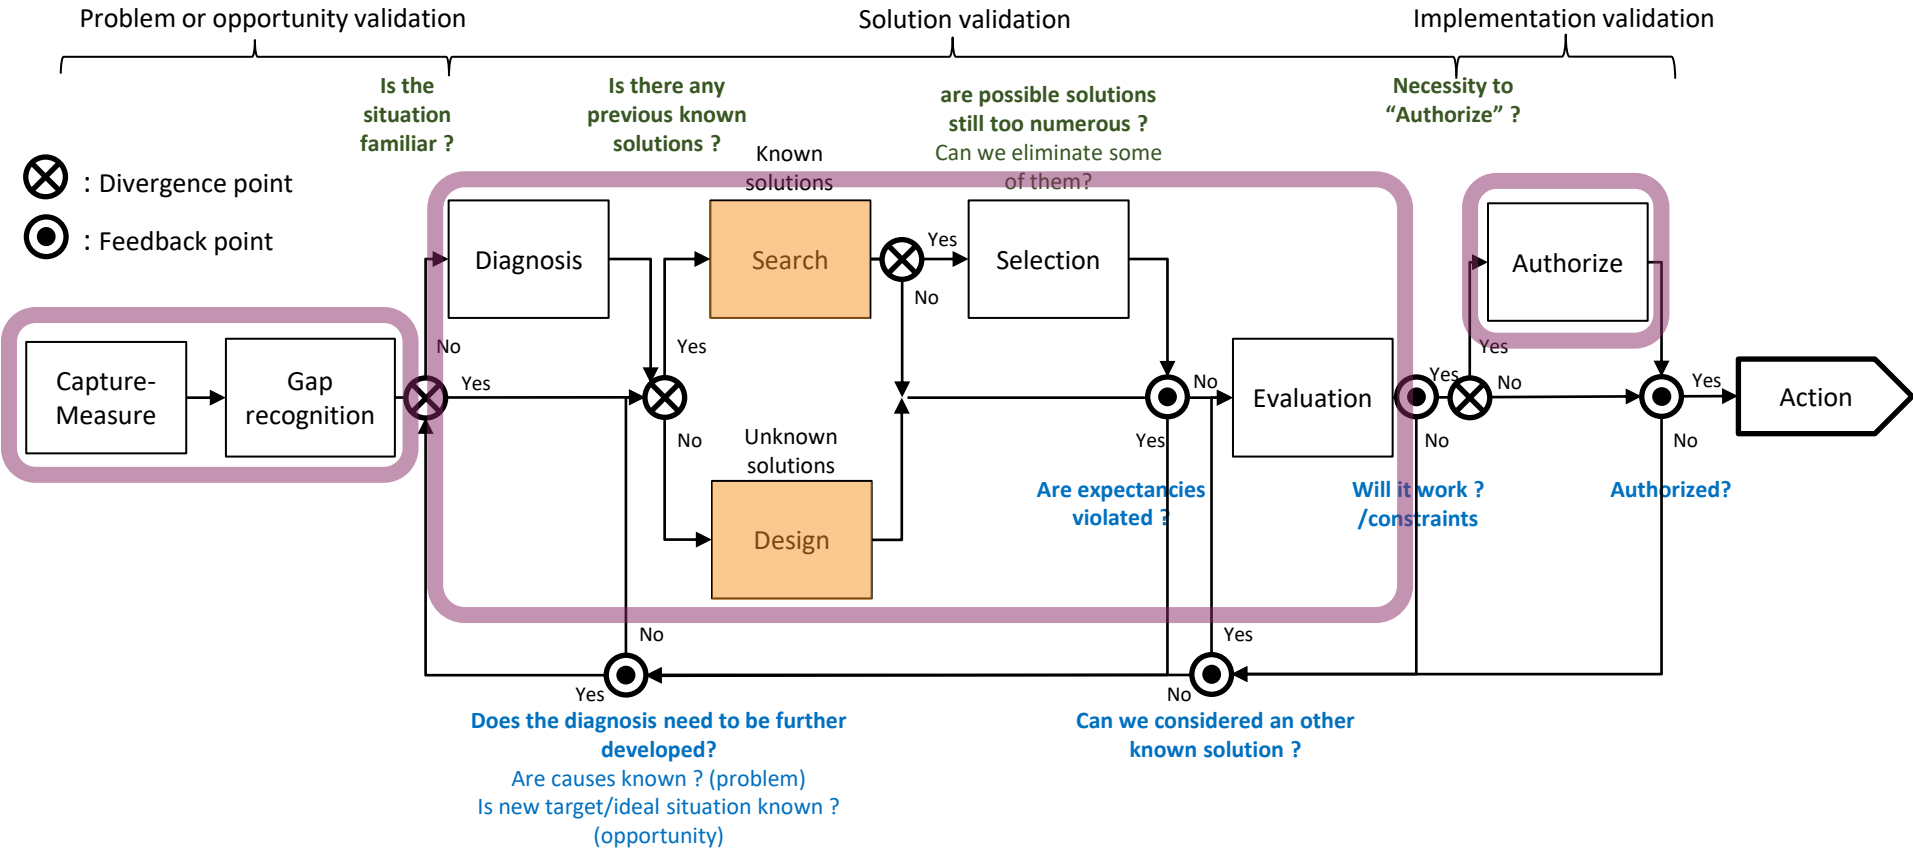 Problem or opportunity validation
Solution validation
Implementation validation
Is the
situation
familiar ?
Is there any
previous known
solutions ?
are possible solutions
still too numerous ?
Can we eliminate some
of them?
Necessity to
“Authorize” ?
: Divergence point
: Feedback point
Known
solutions
Diagnosis
Search
Yes
No
Selection
Authorize
Capture-
Measure
Gap
recognition
No
Yes
Yes
No
Unknown
solutions
Design
No
Yes
Evaluation
Yes
No
Yes
No
Yes
No
Action
Are expectancies
violated ?
Will it work ?
/constraints
Authorized?
No
Yes
Yes
No
Does the diagnosis need to be further
developed?
Are causes known ? (problem)
Is new target/ideal situation known ?
(opportunity)
Can we considered an other
known solution ?